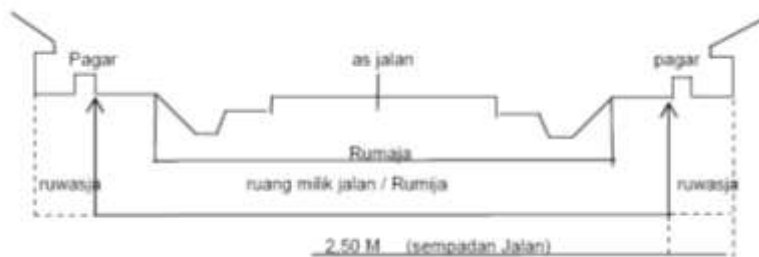 Pagar as jalan pagar
Rumaja
ruwasja ruang milik jalan / Rumija ruwasja
2.50 M (sempadan Jalan)